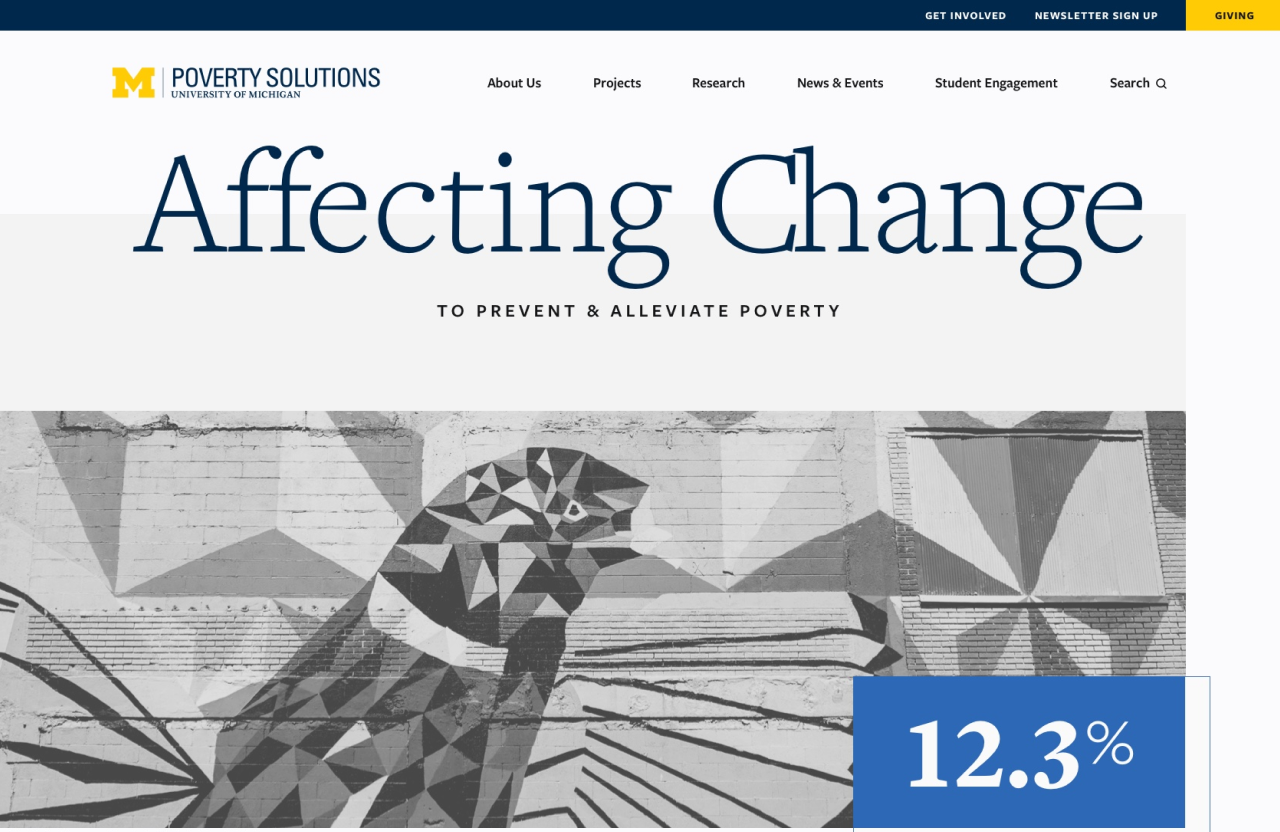 GET INVOLVED
NEWSLETTER SIGN UP
GIVING
M
POVERTY SOLUTIONS
UNIVERSITY OF MICHIGAN
About Us
Projects
Research
News & Events
Student Engagement
Search
Affecting Change
TO PREVENT & ALLEVIATE POVERTY
12.3%